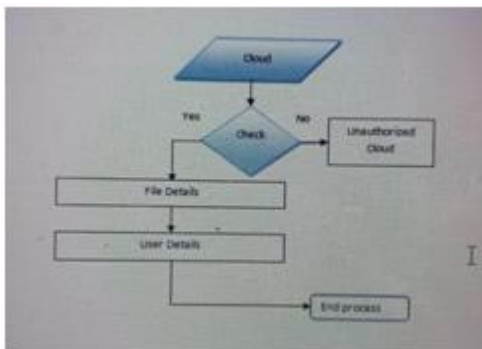 Cloud
Yes
No
Check
Unauthorized
Cloud
File Details
User Details
End process